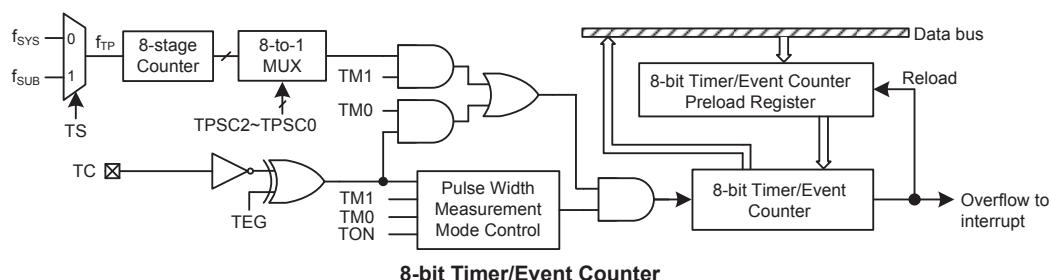 fSYS
0
fTP
8-stage
Counter
8-to-1
MUX
TM1
Data bus
fSUB
1
8-bit Timer/Event Counter
Preload Register
Reload
TM0
TS
TPSC2~TPSC0
TC
TEG
TM1
TM0
TON
Pulse Width
Measurement
Mode Control
8-bit Timer/Event
Counter
Overflow to
interrupt
8-bit Timer/Event Counter